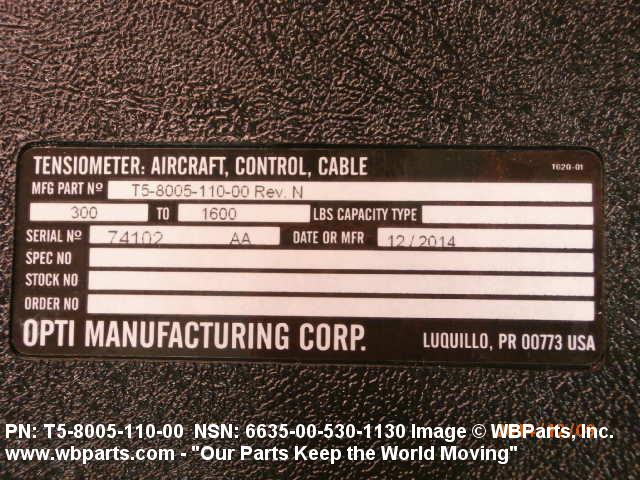 TENSIOMETER: AIRCRAFT, CONTROL, CABLE 1620-01
MFG PART Nº T5-8005-110-00 Rev. N
300 TO 1600 LBS CAPACITY TYPE
SERIAL Nº 74102 AA DATE OR MFR 12/2014
SPEC NO
STOCK NO
ORDER NO
OPTI MANUFACTURING CORP. LUQUILLO, PR 00773 USA
PN: T5-8005-110-00 NSN: 6635-00-530-1130 Image © WBParts, Inc.
www.wbparts.com - "Our Parts Keep the World Moving"